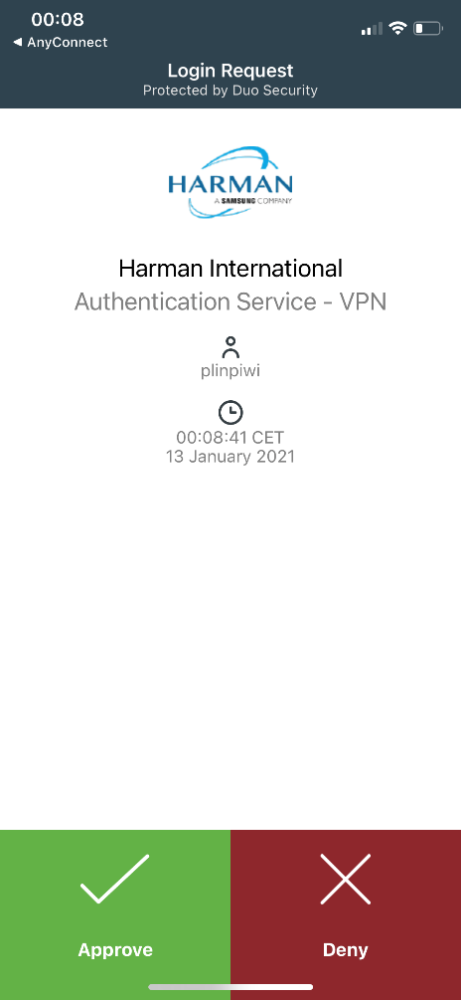 00:08
◀ AnyConnect
Login Request
Protected by Duo Security
HARMAN
A SAMSUNG COMPANY
Harman International
Authentication Service - VPN
plinpiwi
00:08:41 CET
13 January 2021
Approve
Deny